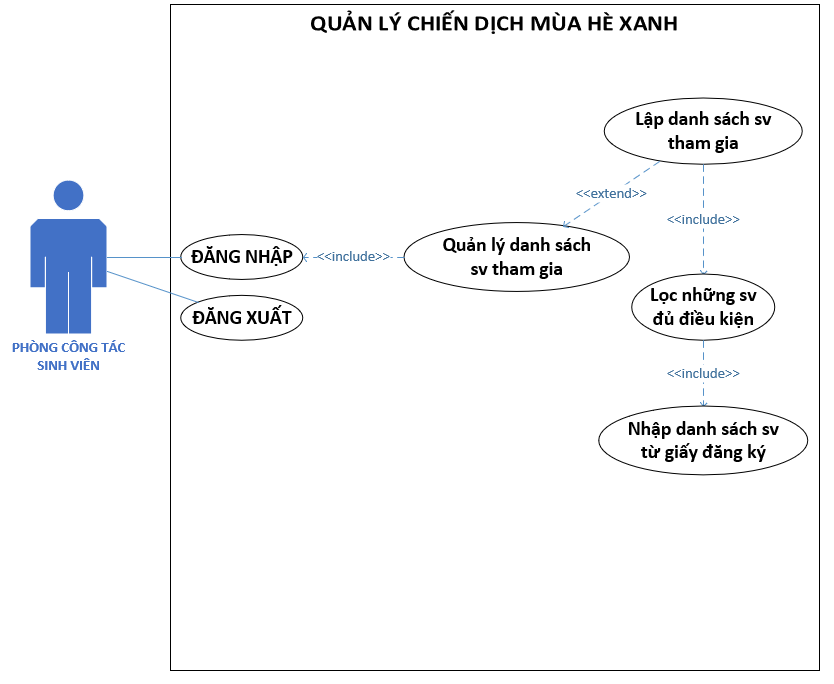 QUẢN LÝ CHIẾN DỊCH MÙA HÈ XANH
Lập danh sách sv
tham gia
<<extend>>
<<include>>
ĐĂNG NHẬP
<<include>>
Quản lý danh sách
sv tham gia
Lọc những sv
đủ điều kiện
ĐĂNG XUẤT
PHÒNG CÔNG TÁC
SINH VIÊN
<<include>>
Nhập danh sách sv
từ giấy đăng ký